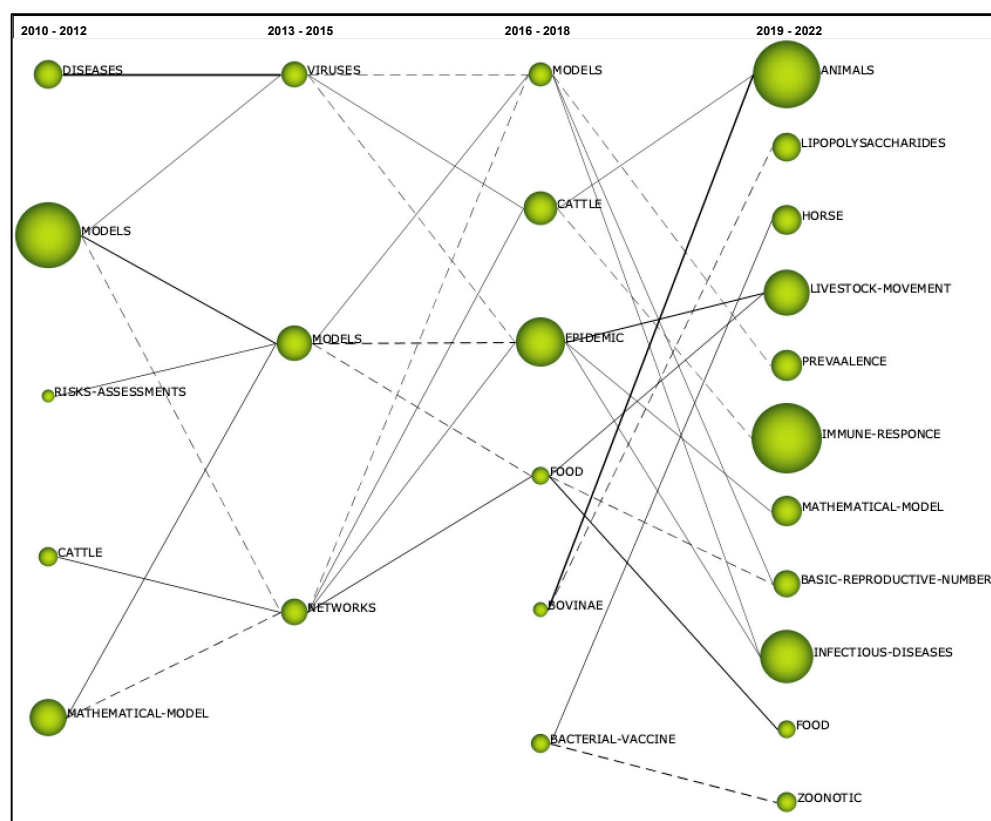 2010 - 2012
2013 - 2015
2016 - 2018
2019 - 2022
DISEASES
MODELS
RISKS-ASSESSMENTS
CATTLE
MATHEMATICAL-MODEL
VIRUSES
MODELS
NETWORKS
MODELS
CATTLE
EPIDEMIC
FOOD
BOVINAE
BACTERIAL-VACCINE
ANIMALS
LIPOPOLYSACCHARIDES
HORSE
LIVESTOCK-MOVEMENT
PREVAALENCE
IMMUNE-RESPONCE
MATHEMATICAL-MODEL
BASIC-REPRODUCTIVE-NUMBER
INFECTIOUS-DISEASES
FOOD
ZOONOTIC